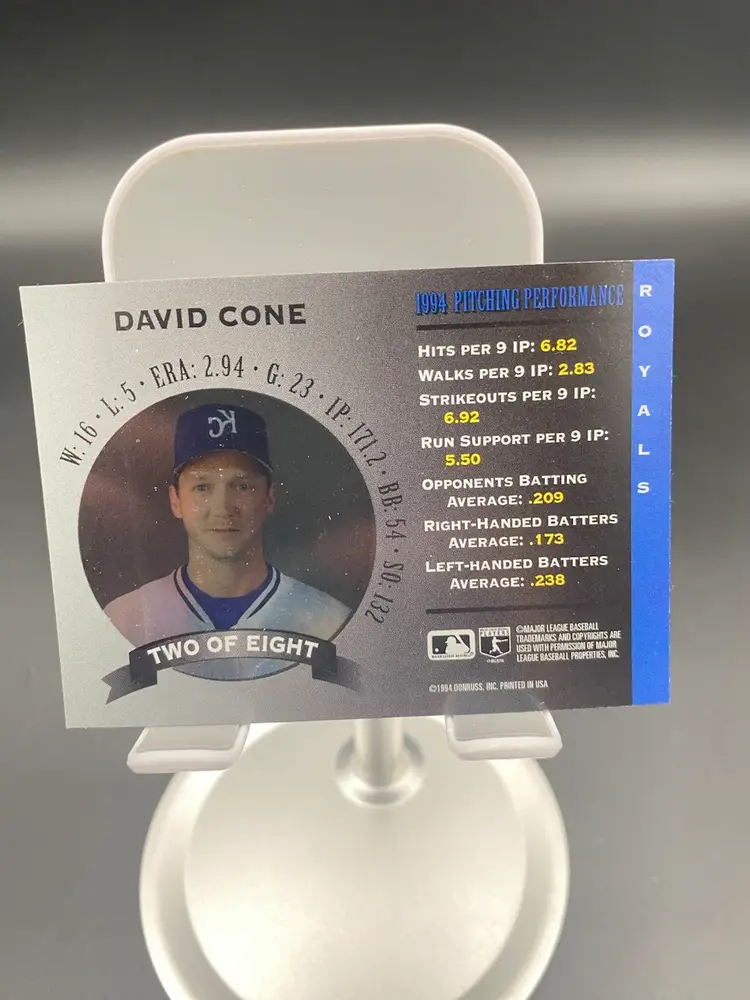 DAVID CONE
W: 16 • L: 5 • ERA: 2.94 • G: 23 • IP: 171.2 • BB: 54 • SO: 132
KC
TWO OF EIGHT
1994 PITCHING PERFORMANCE
HITS PER 9 IP: 6.82
WALKS PER 9 IP: 2.83
STRIKEOUTS PER 9 IP:
6.92
RUN SUPPORT PER 9 IP:
5.50
OPPONENTS BATTING
AVERAGE: .209
RIGHT-HANDED BATTERS
AVERAGE: .173
LEFT-HANDED BATTERS
AVERAGE: .238
PLAYERS
©MAJOR LEAGUE BASEBALL
TRADEMARKS AND COPYRIGHTS ARE
USED WITH PERMISSION OF MAJOR
LEAGUE BASEBALL PROPERTIES, INC.
©1994 DONRUSS, INC. PRINTED IN USA
ROYALS